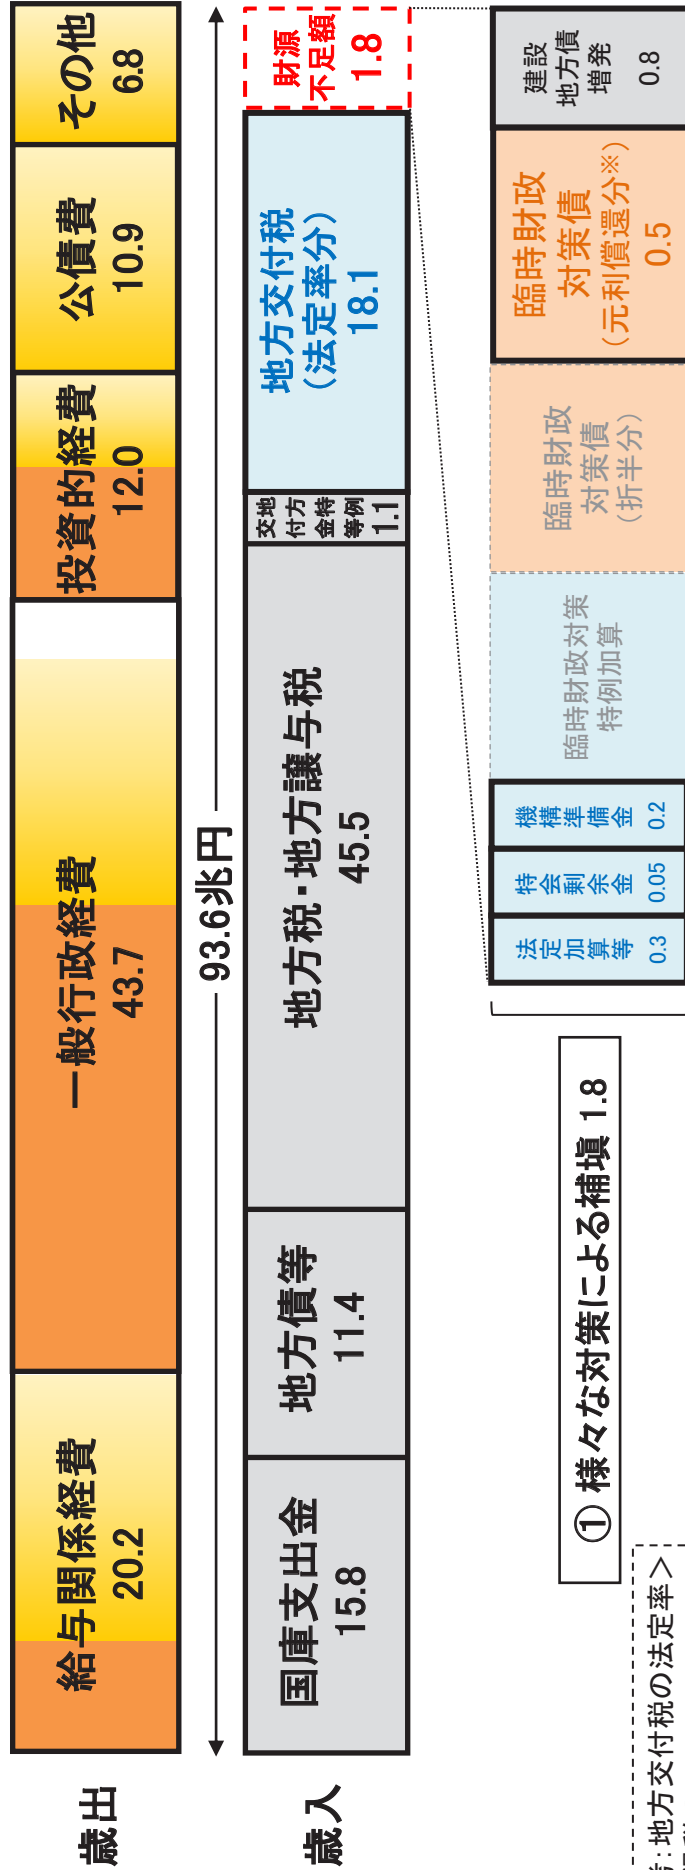 歳出
給与関係経費
20.2
一般行政経費
43.7
投資的経費
12.0
公債費
10.9
その他
6.8
93.6兆円
歳入
国庫支出金
15.8
地方債等
11.4
地方税・地方譲与税
45.5
地方特例
交付金等
1.1
地方交付税
（法定率分）
18.1
財源
不足額
1.8
① 様々な対策による補塡 1.8
法定加算等
0.3
特会剰余金
0.05
機構準備金
0.2
臨時財政対策
特例加算
臨時財政
対策債
（折半分）
臨時財政
対策債
（元利償還分※）
0.5
建設
地方債
増発
0.8
：地方交付税の法定率＞